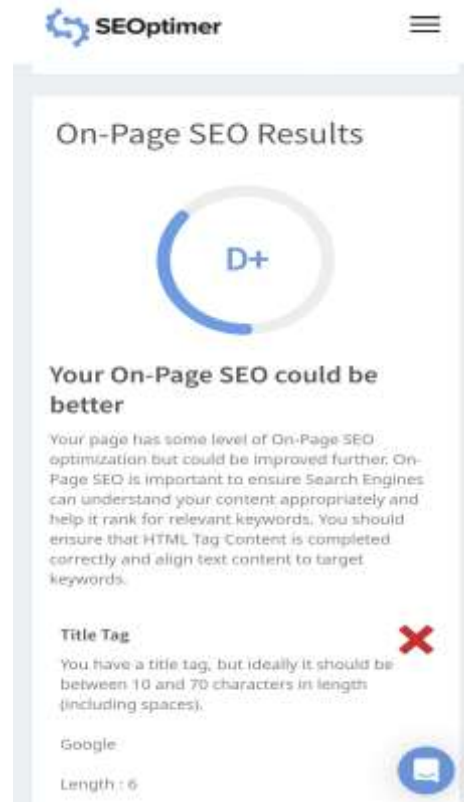 SEOptimer
On-Page SEO Results
D+
Your On-Page SEO could be
better
Your page has some level of On-Page SEO
optimization but could be improved further. On-
Page SEO is important to ensure Search Engines
can understand your content appropriately and
help it rank for relevant keywords. You should
ensure that HTML Tag Content is completed
correctly and align text content to target
keywords.
Title Tag
You have a title tag, but ideally it should be
between 10 and 70 characters in length
(including spaces).
Google
Length : 6